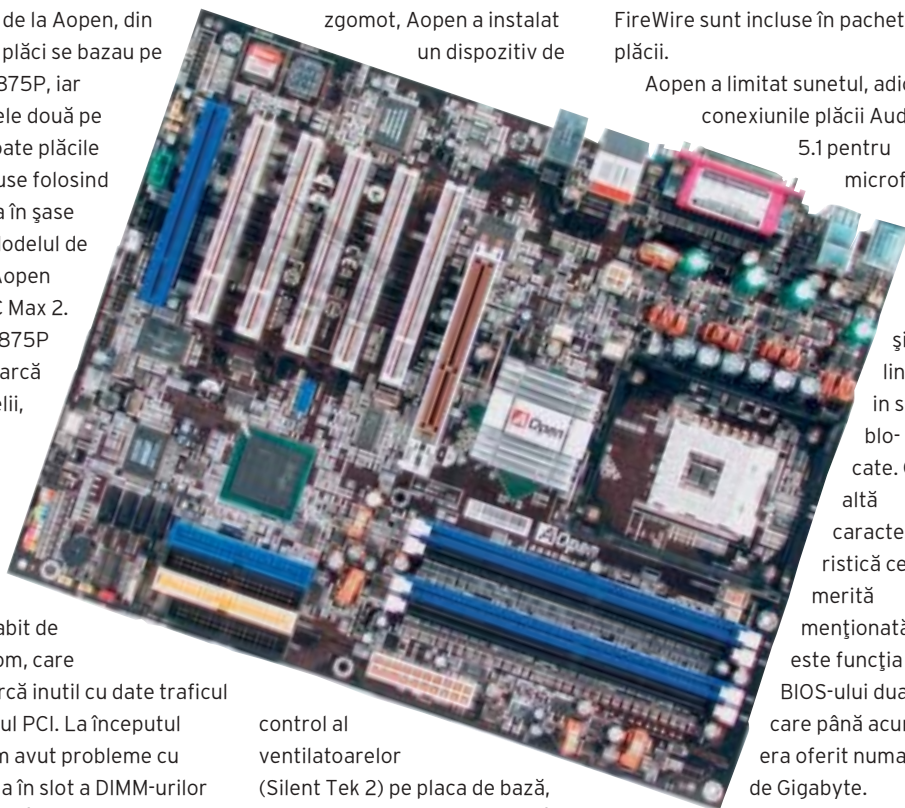 de la Aopen, din
plăci se bazau pe
875P, iar
ele două pe
oate plăcile
use folosind
a în şase
Modelul de
Aopen
C Max 2.
875P
arcă
elii,
abit de
om, care
rcă inutil cu date traficul
ul PCI. La începutul
m avut probleme cu
a în slot a DIMM-urilor
zgomot, Aopen a instalat
un dispozitiv de
control al
ventilatoarelor
(Silent Tek 2) pe placa de bază,
FireWire sunt incluse în pachet
plăcii.
Aopen a limitat sunetul, adic
conexiunile plăcii Aud
5.1 pentru
microf
şi
lin
in s
blo-
cate.
altă
caracte
ristică ce
merită
menţionată
este funcţia
BIOS-ului dua
care până acum
era oferit numa
de Gigabyte.
AOpen
AOpen